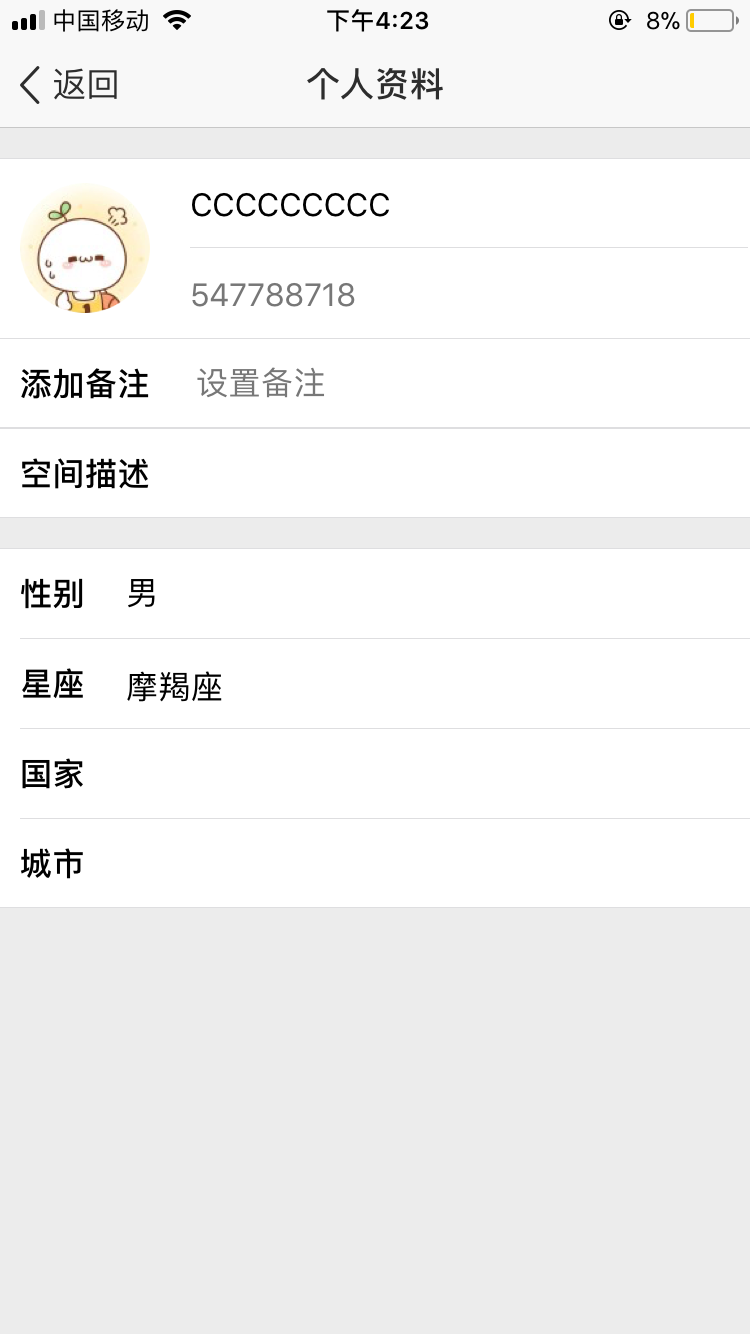 中国移动 下午4:23 8%
返回 个人资料
CCCCCCCCC
547788718
添加备注 设置备注
空间描述
性别 男
星座 摩羯座
国家
城市